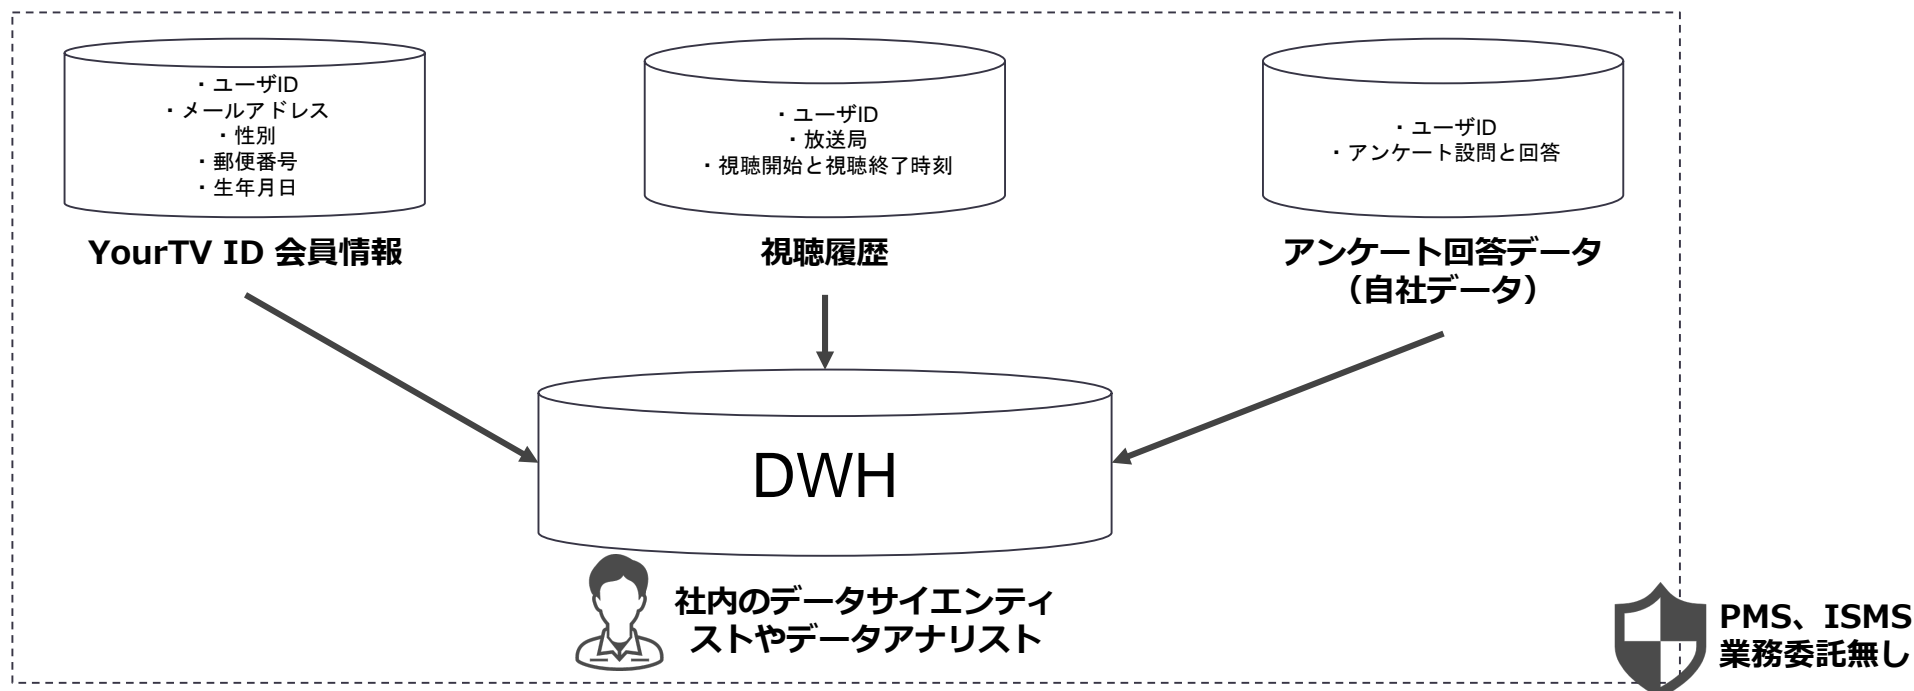 ・ユーザID
・メールアドレス
・性別
・郵便番号
・生年月日
YourTV ID 会員情報
・ユーザID
・放送局
・視聴開始と視聴終了時刻
視聴履歴
・ユーザID
・アンケート設問と回答
アンケート回答データ
（自社データ）
DWH
社内のデータサイエンティ
ストやデータアナリスト
PMS、ISMS
業務委託無し